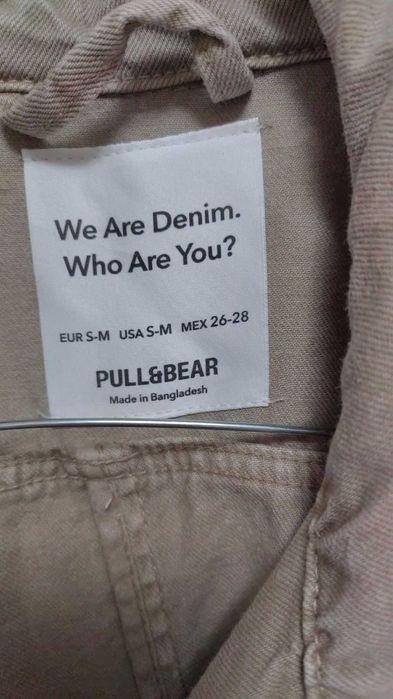 We Are Denim.
Who Are You?
EUR S-M USA S-M MEX 26-28
PULL&BEAR
Made in Bangladesh